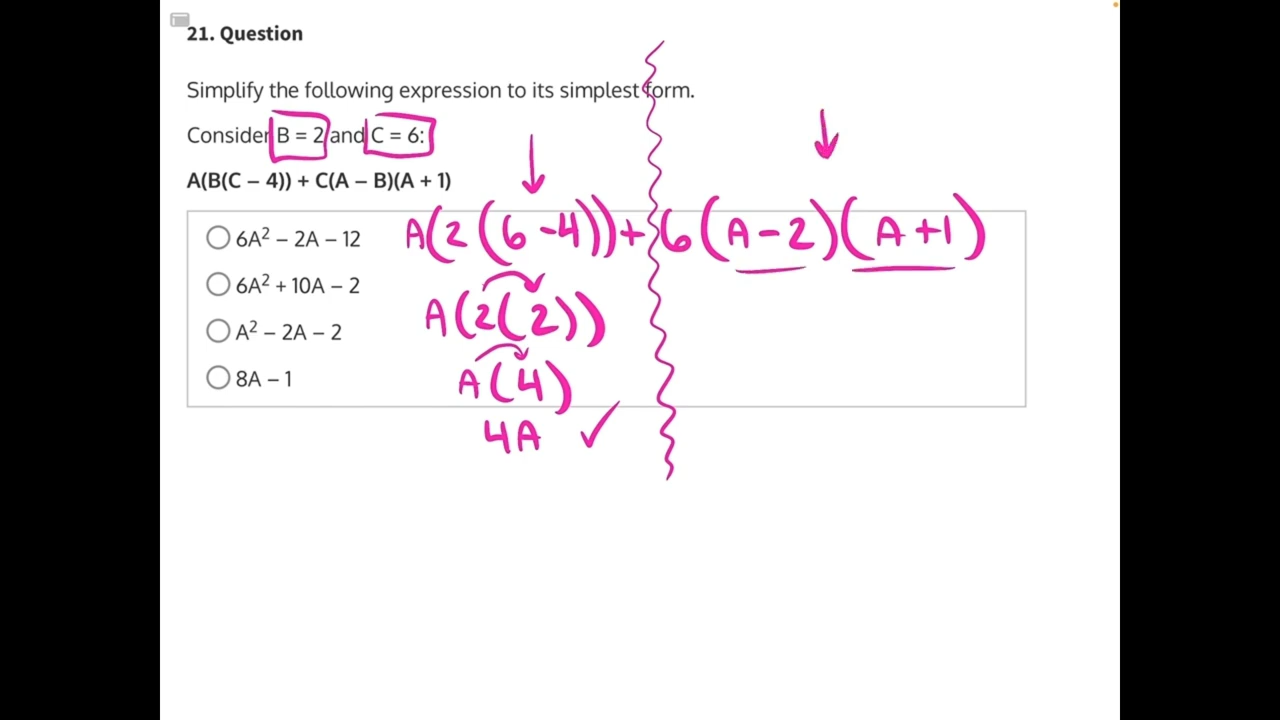 21. Question
Simplify the following expression to its simplest form.
Consider B = 2 and C = 6:
A(B(C – 4)) + C(A – B)(A + 1)
A(2(6-4))+6(A-2)(A+1)
6A² – 2A – 12
6A² + 10A – 2
A(2(2))
A² – 2A – 2
8A – 1
A(4)
4A ✓